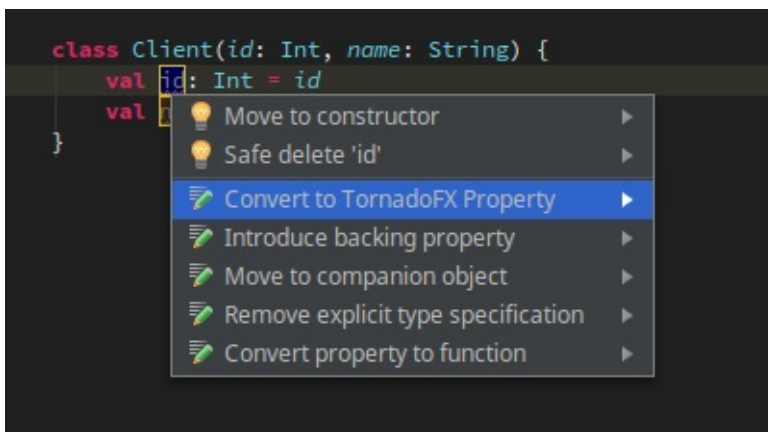 class Client(id: Int, name: String) {
val id: Int = id
val
}
Move to constructor
Safe delete 'id'
Convert to TornadoFX Property
Introduce backing property
Move to companion object
Remove explicit type specification
Convert property to function